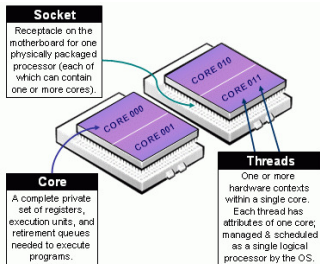 Socket
Receptacle on the
motherboard for one
physically packaged
processor (each of
which can contain
one or more cores).
CORE 010
CORE 011
CORE 000
CORE 001
Core
A complete private
set of registers,
execution units, and
retirement queues
needed to execute
programs.
Threads
One or more
hardware contexts
within a single core.
Each thread has
attributes of one core;
managed & scheduled
as a single logical
processor by the OS.